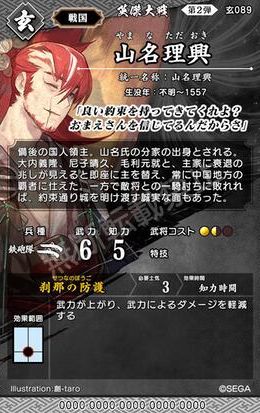 玄
戦国
英傑大戦
第2弾
玄089
やま な ただ おき
山名理興
統一名称：山名理興
生没年：不明～1557
「良い約束を持ってきてくれよ？
おまえさんを信じてるんだからさ」
備後の国人領主。山名氏の分家の出身とされる。
大内義隆、尼子晴久、毛利元就と、主家に衰退の
兆しが見えると即座に主を替え、常に中国地方の
覇者に仕えた。一方で敵将との一騎討ちに敗れれ
ば、約束通り城を明け渡す誠実な面もあった。
兵種
武力
知力
武将コスト
鉄砲隊
6
5
特技
せつなのぼうご
刹那の防護
必要士気
3
効果時間
知力時間
効果範囲
武力が上がり、武力によるダメージを軽減
する
Illustration:創-taro
©SEGA
0000-0000-0000-0000-0000